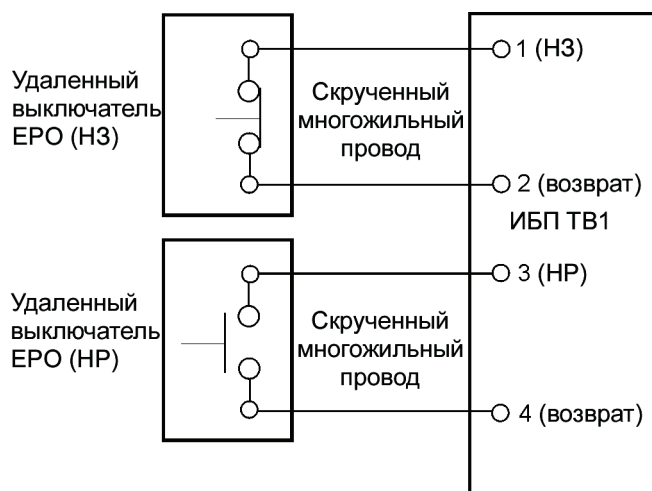 Удаленный
выключатель
EPO (НЗ)
Скрученный
многожильный
провод
1 (НЗ)
2 (возврат)
ИБП ТВ1
Удаленный
выключатель
EPO (НР)
Скрученный
многожильный
провод
3 (НР)
4 (возврат)